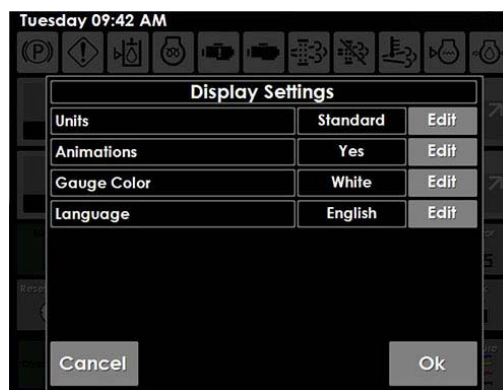 Tuesday 09:42 AM
Display Settings
Units Standard Edit
Animations Yes Edit
Gauge Color White Edit
Language English Edit
Cancel Ok